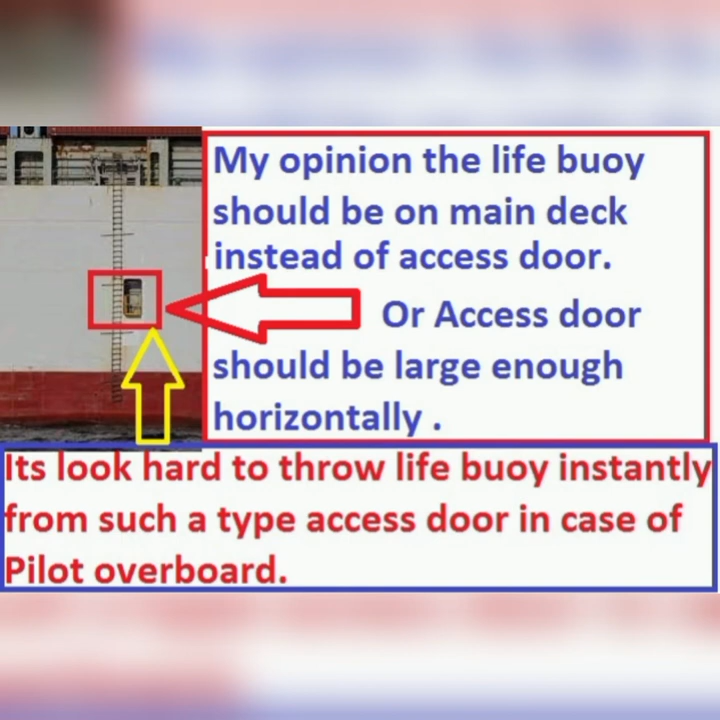 My opinion the life buoy
should be on main deck
instead of access door.
Or Access door
should be large enough
horizontally .
Its look hard to throw life buoy instantly
from such a type access door in case of
Pilot overboard.